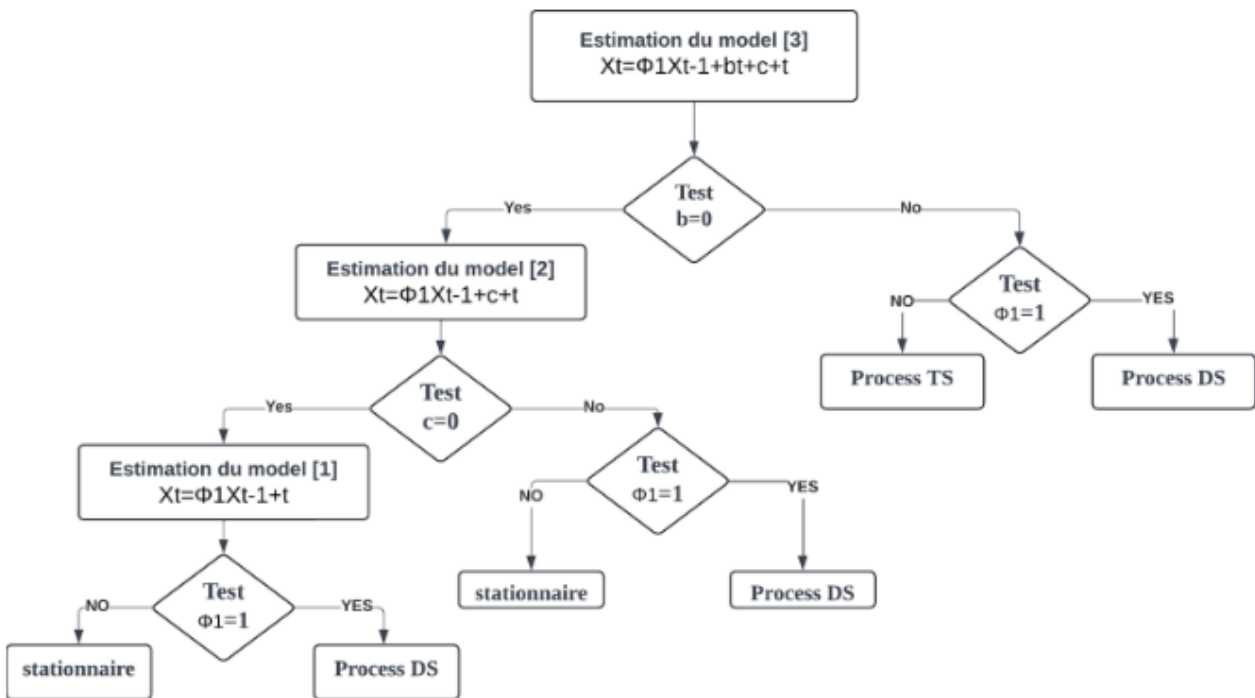 Estimation du model [3]
Xt=Φ1Xt-1+bt+c+t
Test
b=0
Yes
No
Estimation du model [2]
Xt=Φ1Xt-1+c+t
Test
Φ1=1
NO
YES
Process TS
Process DS
Test
c=0
Yes
No
Estimation du model [1]
Xt=Φ1Xt-1+t
Test
Φ1=1
NO
YES
stationnaire
Process DS
Test
Φ1=1
NO
YES
stationnaire
Process DS